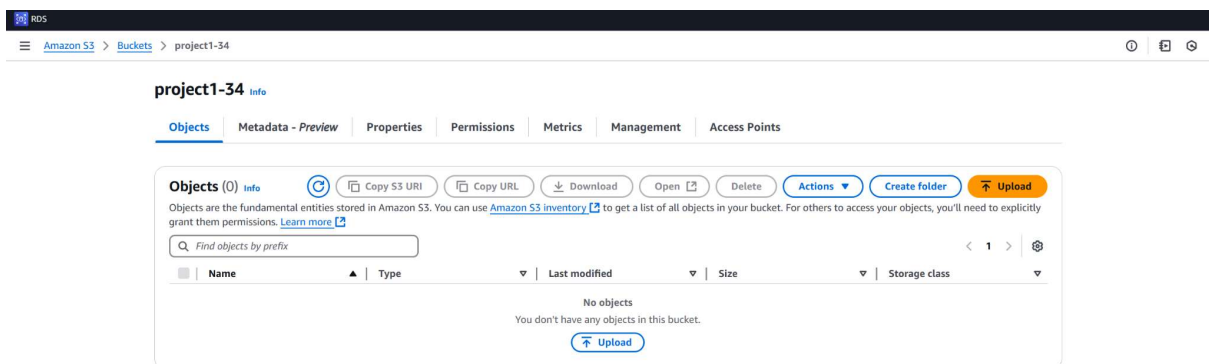 RDS
Amazon S3 > Buckets > project1-34
project1-34 Info
Objects Metadata - Preview Properties Permissions Metrics Management Access Points
Objects (0) Info Copy S3 URI Copy URL Download Open Delete Actions Create folder Upload
Objects are the fundamental entities stored in Amazon S3. You can use Amazon S3 inventory to get a list of all objects in your bucket. For others to access your objects, you'll need to explicitly
grant them permissions. Learn more
Find objects by prefix < 1 >
Name Type Last modified Size Storage class
No objects
You don't have any objects in this bucket.
Upload